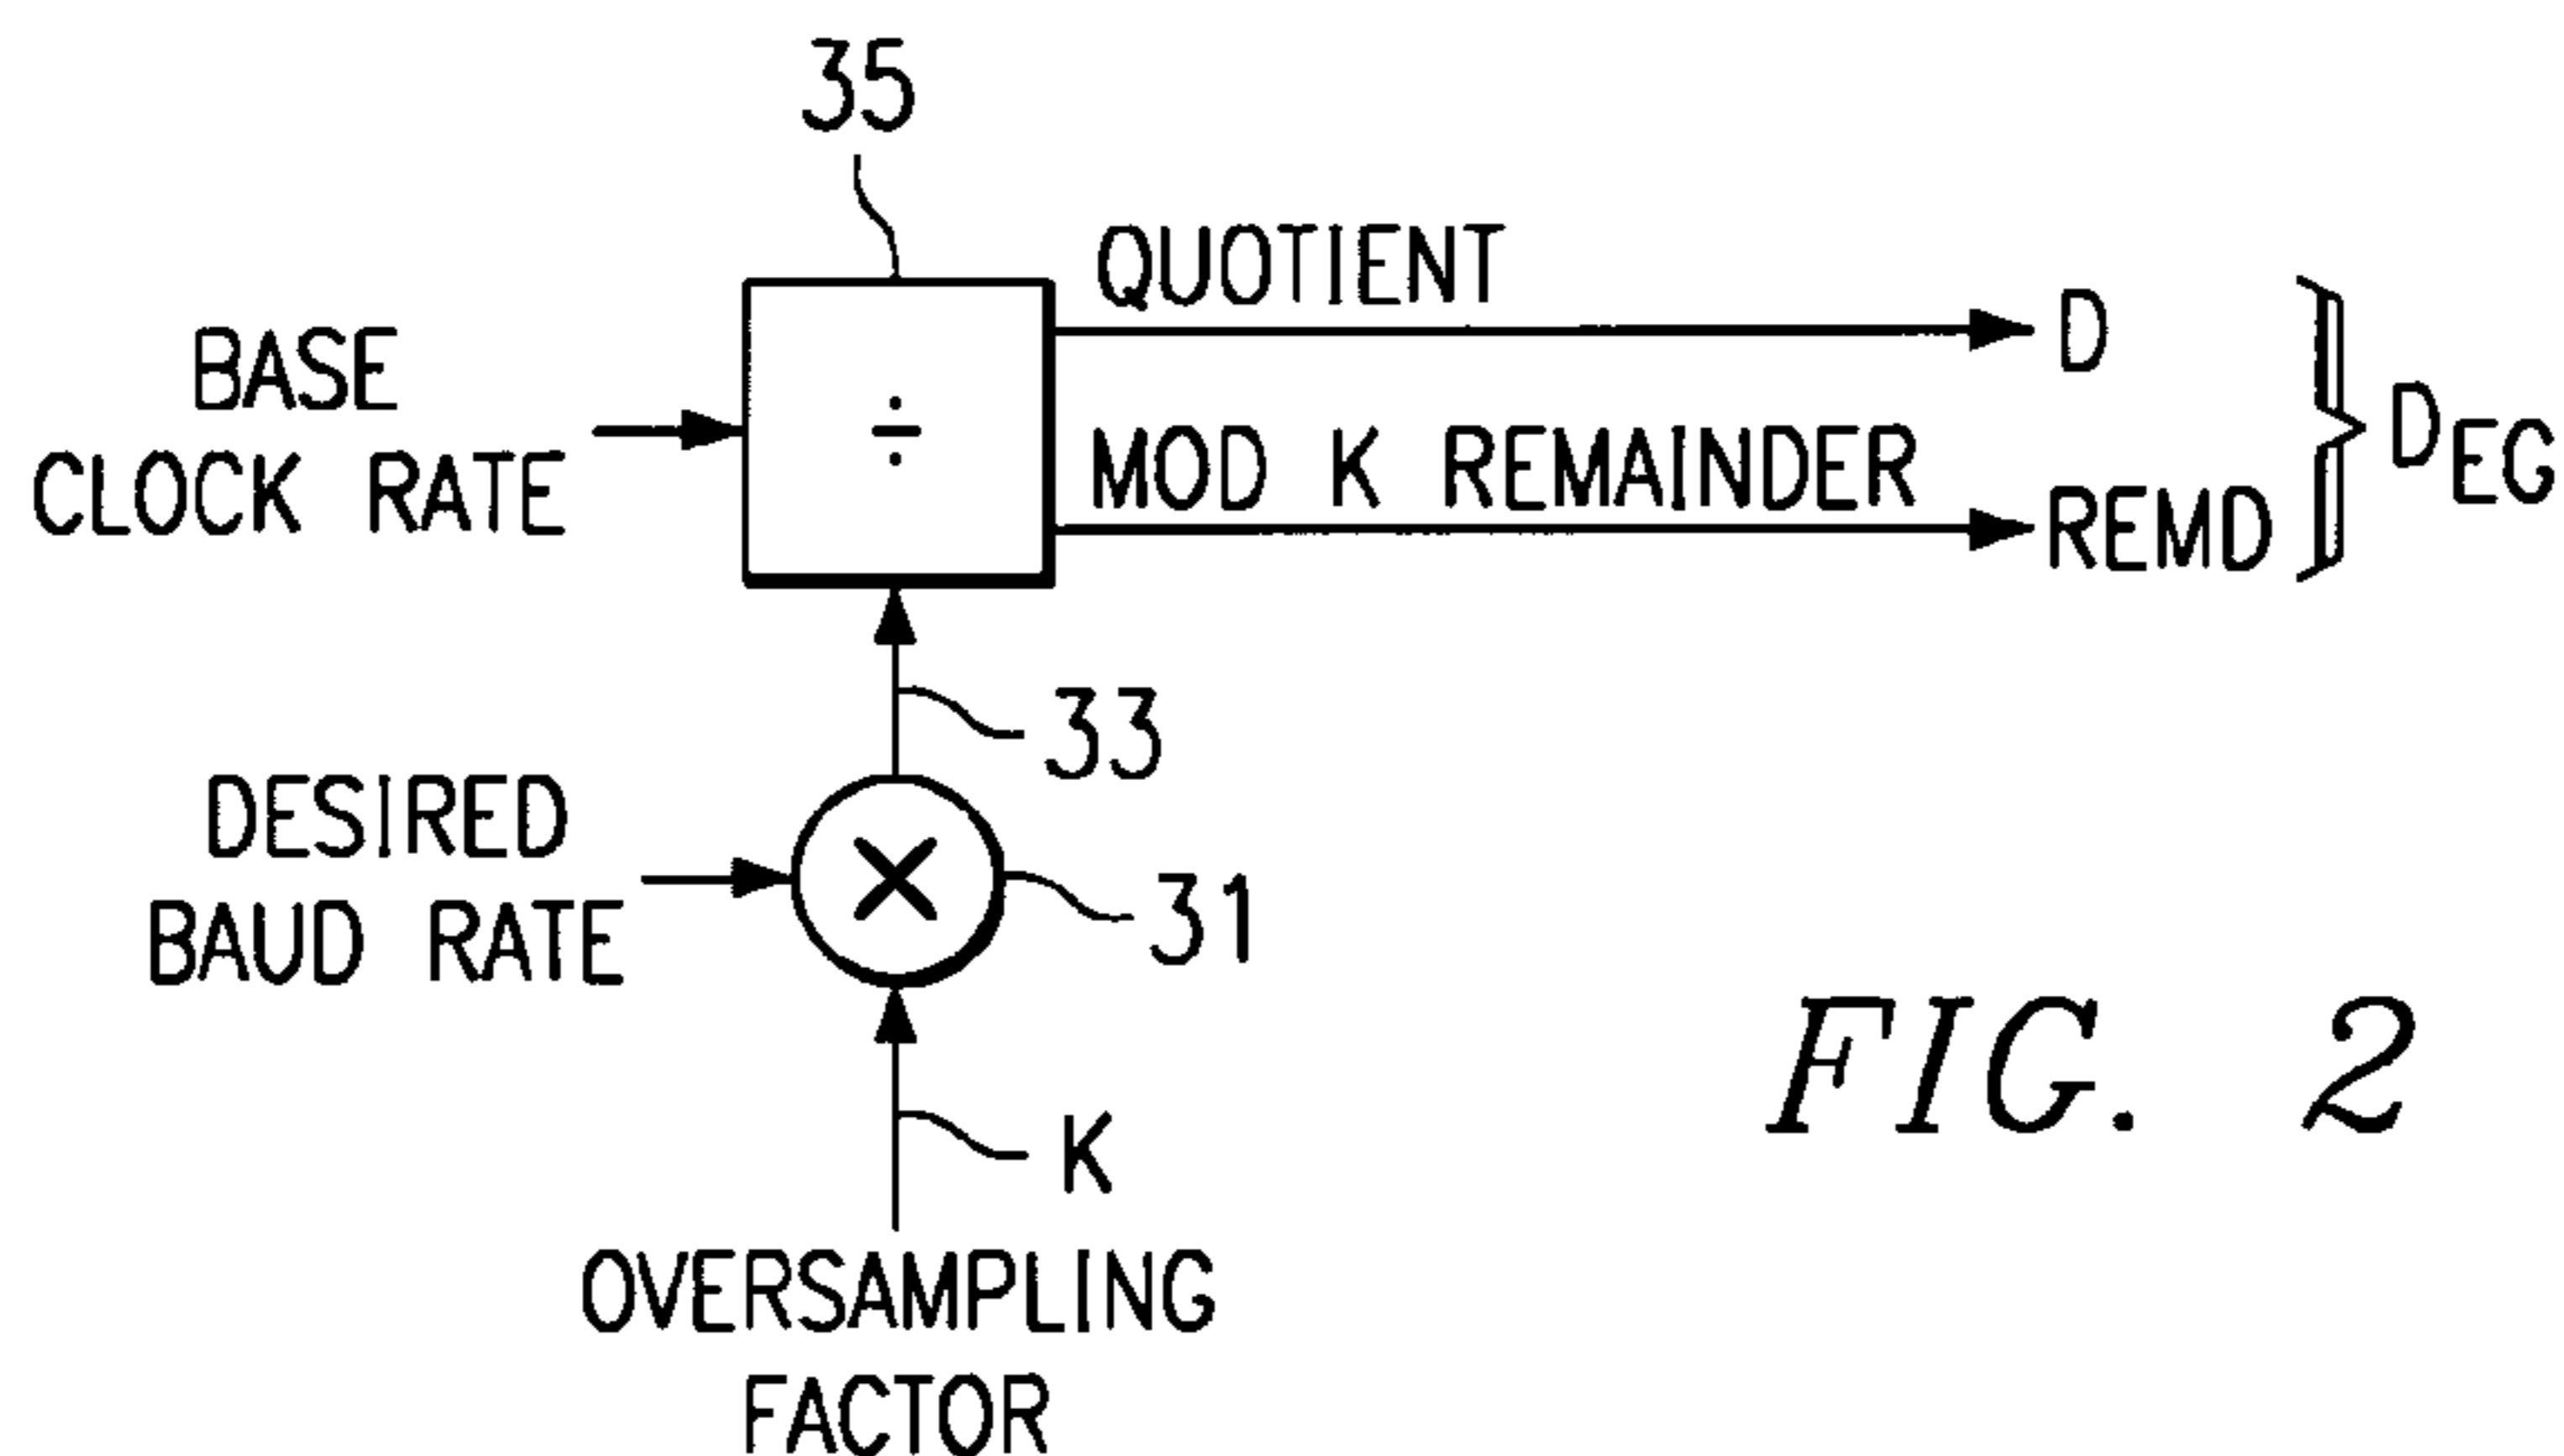 35
QUOTIENT
D
BASE
CLOCK RATE
÷
MOD K REMAINDER
REMD
DEG
33
DESIRED
BAUD RATE
×
31
K
OVERSAMPLING
FACTOR
FIG. 2